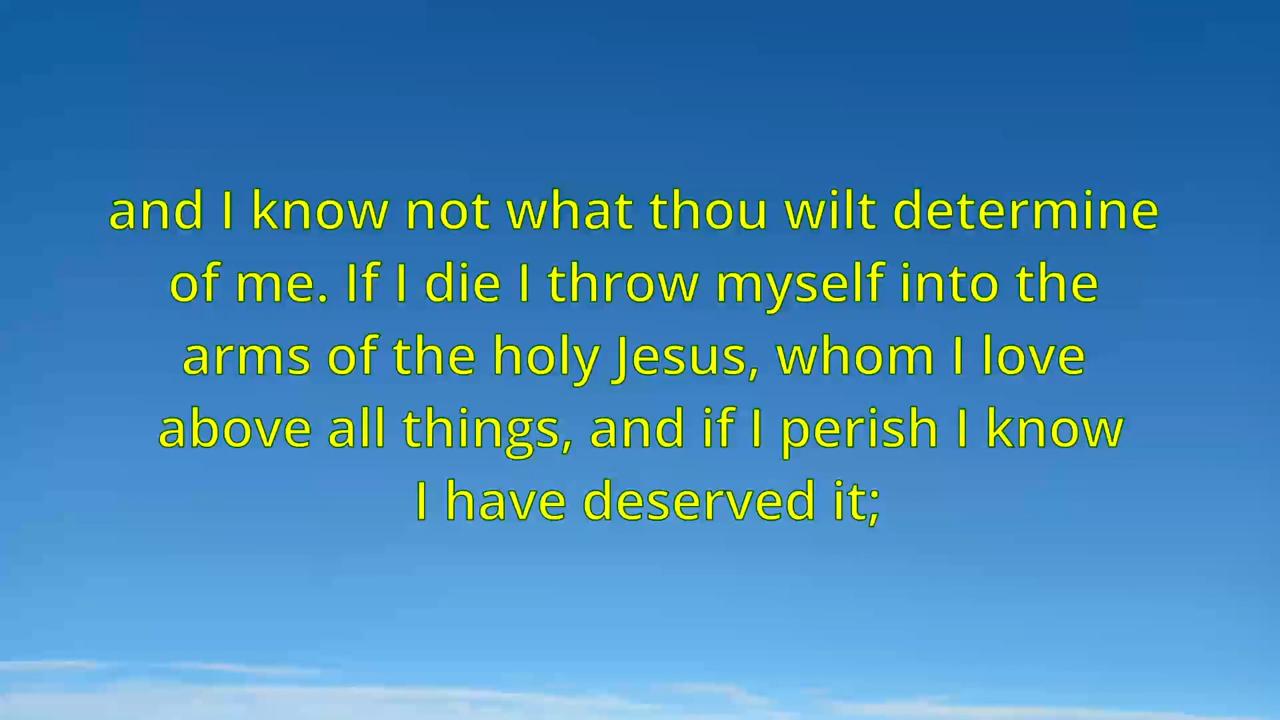 and I know not what thou wilt determine
of me. If I die I throw myself into the
arms of the holy Jesus, whom I love
above all things, and if I perish I know
I have deserved it;